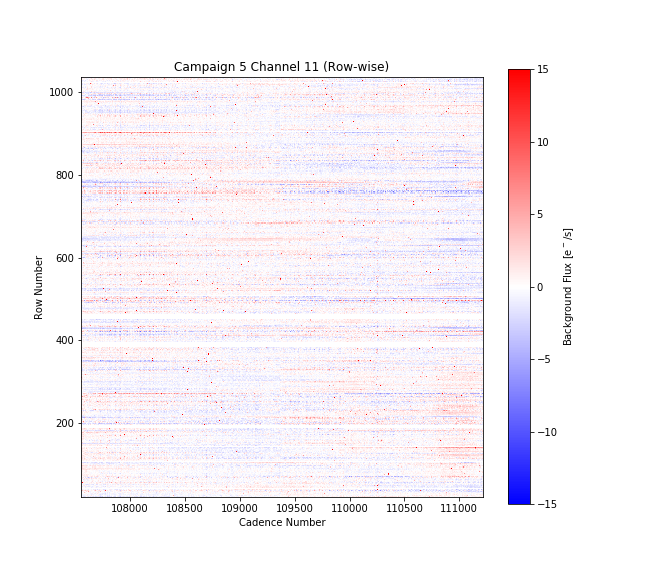 Campaign 5 Channel 11 (Row-wise)
1000
800
600
400
200
Row Number
108000 108500 109000 109500 110000 110500 111000
Cadence Number
15
10
5
0
−5
−10
−15
Background Flux [e⁻/s]